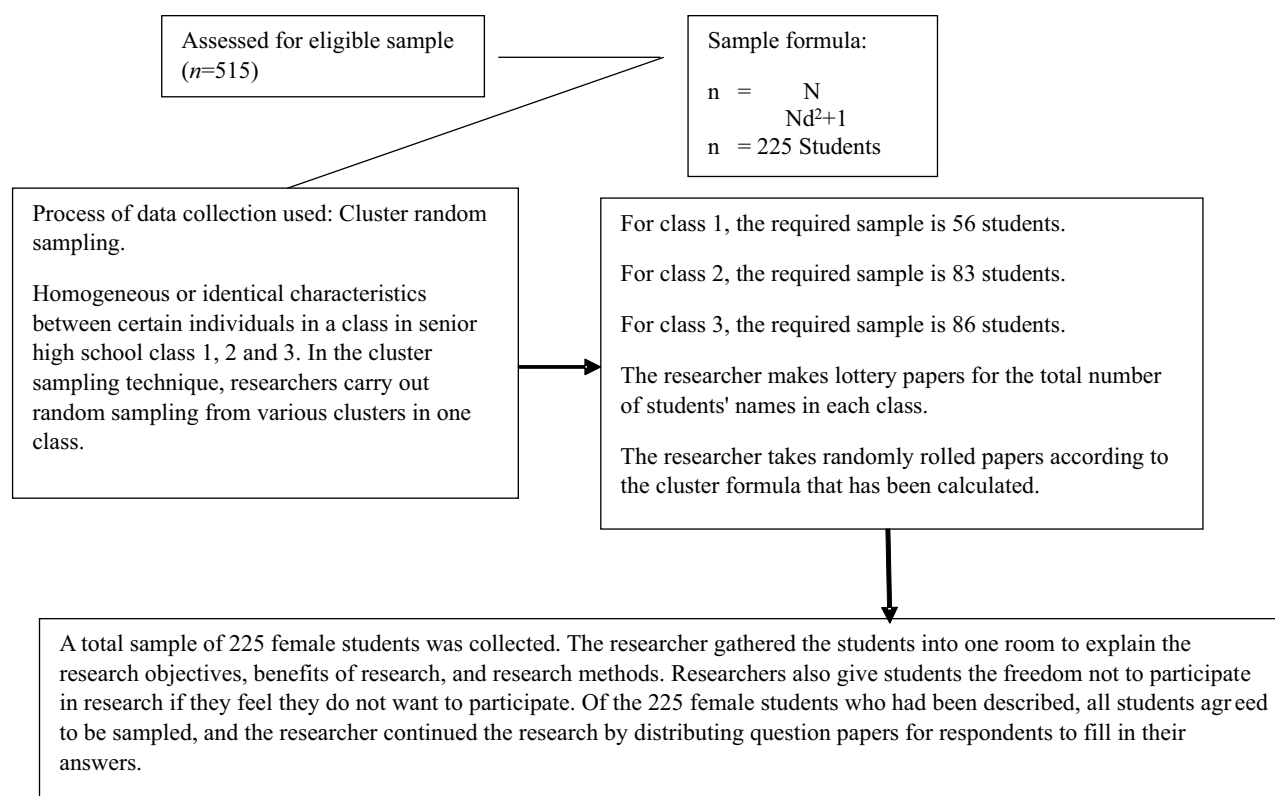 Assessed for eligible sample
(n=515)
Sample formula:
n = N
Nd²+1
n = 225 Students
Process of data collection used: Cluster random
sampling.
Homogeneous or identical characteristics
between certain individuals in a class in senior
high school class 1, 2 and 3. In the cluster
sampling technique, researchers carry out
random sampling from various clusters in one
class.
For class 1, the required sample is 56 students.
For class 2, the required sample is 83 students.
For class 3, the required sample is 86 students.
The researcher makes lottery papers for the total number
of students' names in each class.
The researcher takes randomly rolled papers according to
the cluster formula that has been calculated.
A total sample of 225 female students was collected. The researcher gathered the students into one room to explain the
research objectives, benefits of research, and research methods. Researchers also give students the freedom not to participate
in research if they feel they do not want to participate. Of the 225 female students who had been described, all students agreed
to be sampled, and the researcher continued the research by distributing question papers for respondents to fill in their
answers.